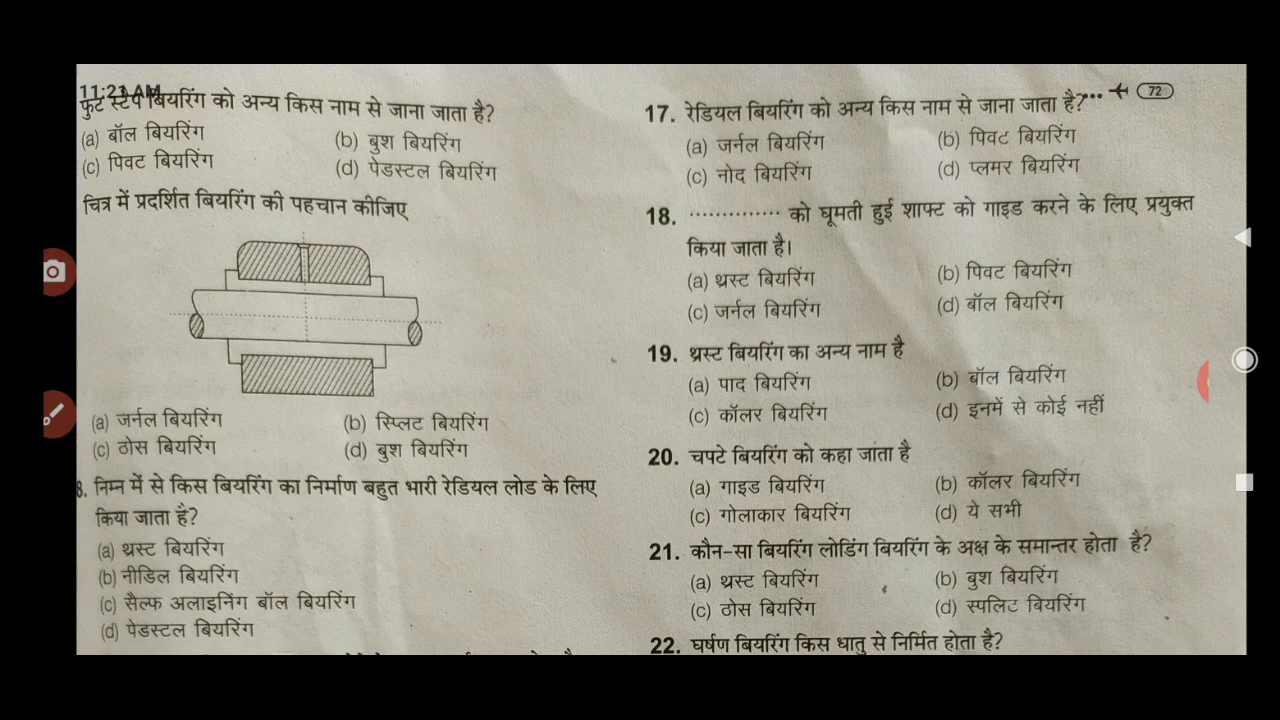 11:21 AM
72
फुट स्टेप बियरिंग को अन्य किस नाम से जाना जाता है?
(a) बॉल बियरिंग (b) बुश बियरिंग
(c) पिवट बियरिंग (d) पेडस्टल बियरिंग
चित्र में प्रदर्शित बियरिंग की पहचान कीजिए
(a) जर्नल बियरिंग (b) स्प्लिट बियरिंग
(c) ठोस बियरिंग (d) बुश बियरिंग
8. निम्न में से किस बियरिंग का निर्माण बहुत भारी रेडियल लोड के लिए
किया जाता है?
(a) थ्रस्ट बियरिंग
(b) नीडिल बियरिंग
(c) सैल्फ अलाइनिंग बॉल बियरिंग
(d) पेडस्टल बियरिंग
17. रेडियल बियरिंग को अन्य किस नाम से जाना जाता है?
(a) जर्नल बियरिंग (b) पिवट बियरिंग
(c) नोद बियरिंग (d) प्लमर बियरिंग
18. ·············· को घूमती हुई शाफ्ट को गाइड करने के लिए प्रयुक्त
किया जाता है।
(a) थ्रस्ट बियरिंग (b) पिवट बियरिंग
(c) जर्नल बियरिंग (d) बॉल बियरिंग
19. थ्रस्ट बियरिंग का अन्य नाम है
(a) पाद बियरिंग (b) बॉल बियरिंग
(c) कॉलर बियरिंग (d) इनमें से कोई नहीं
20. चपटे बियरिंग को कहा जाता है
(a) गाइड बियरिंग (b) कॉलर बियरिंग
(c) गोलाकार बियरिंग (d) ये सभी
21. कौन-सा बियरिंग लोडिंग बियरिंग के अक्ष के समान्तर होता है?
(a) थ्रस्ट बियरिंग (b) बुश बियरिंग
(c) ठोस बियरिंग (d) स्पलिट बियरिंग
22. घर्षण बियरिंग किस धातु से निर्मित होता है?